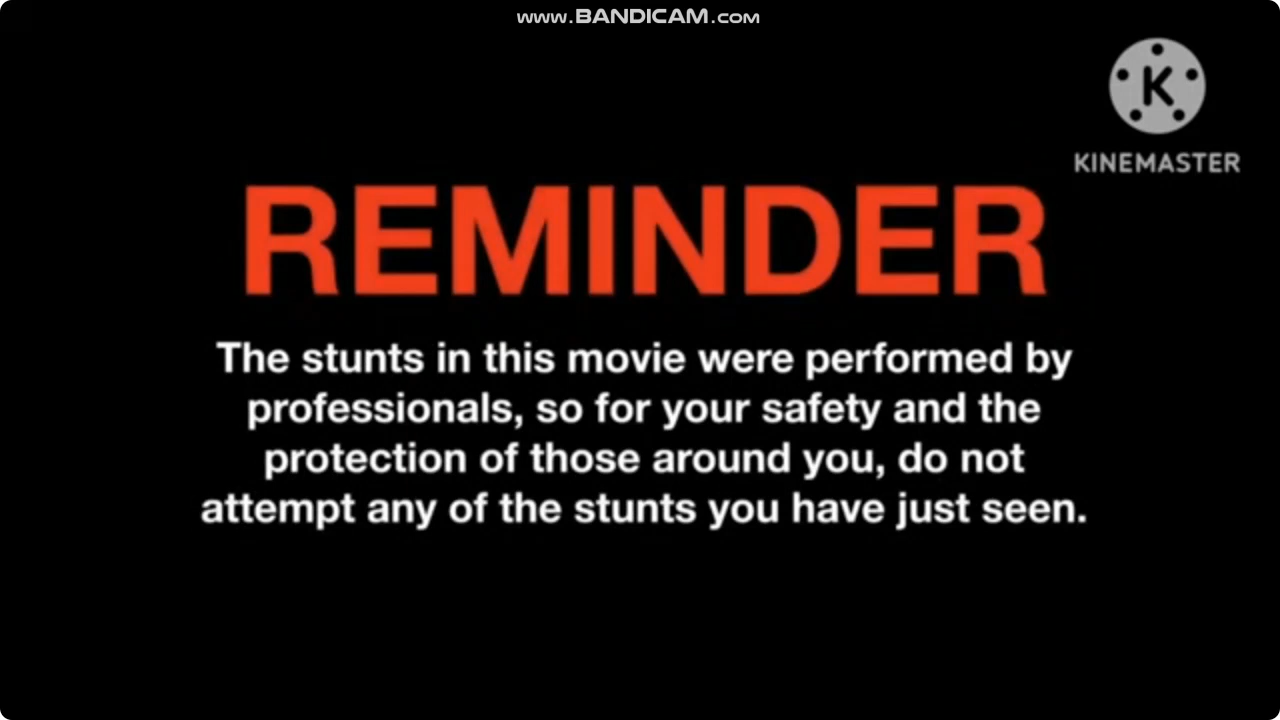 www.BANDICAM.com
K
KINEMASTER
REMINDER
The stunts in this movie were performed by
professionals, so for your safety and the
protection of those around you, do not
attempt any of the stunts you have just seen.